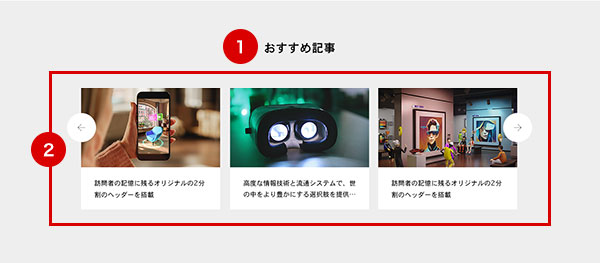 1 おすすめ記事
2
訪問者の記憶に残るオリジナルの2分
割のヘッダーを搭載
高度な情報技術と流通システムで、世
の中をより豊かにする選択肢を提供…
訪問者の記憶に残るオリジナルの2分
割のヘッダーを搭載